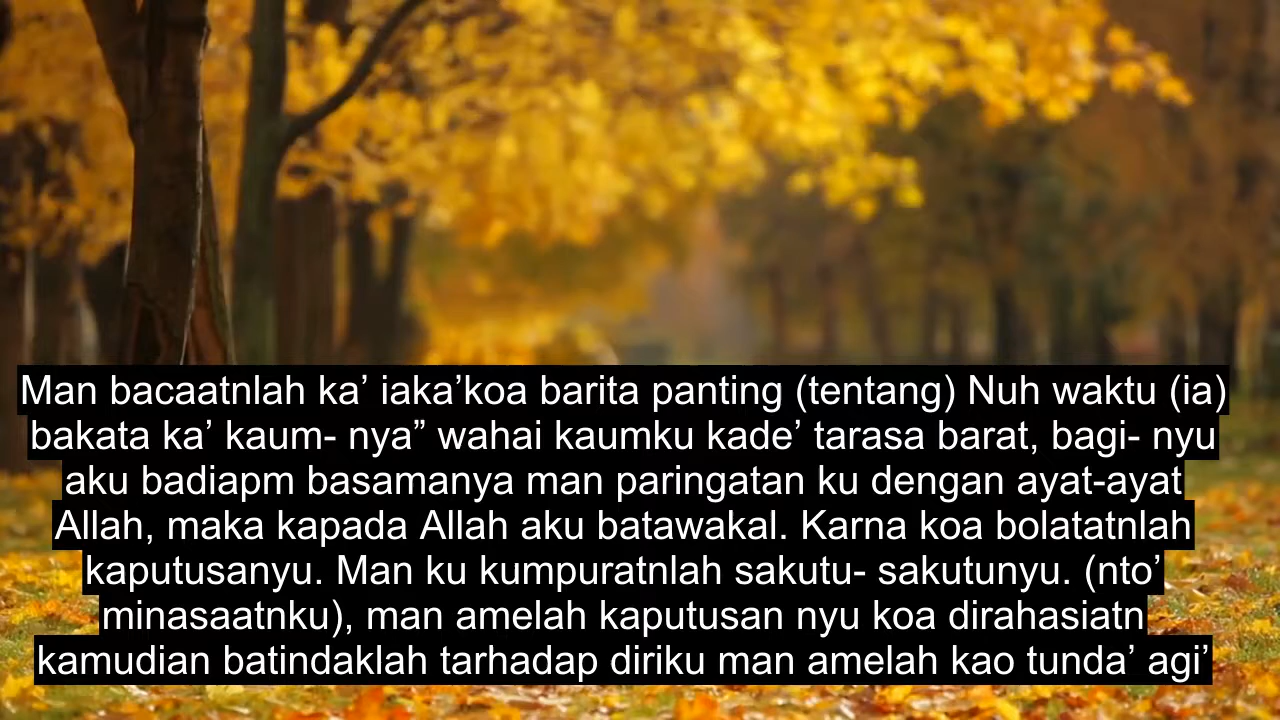 Man bacaatnlah ka’ iaka’koa barita panting (tentang) Nuh waktu (ia)
bakata ka’ kaum- nya” wahai kaumku kade’ tarasa barat, bagi- nyu
aku badiapm basamanya man paringatan ku dengan ayat-ayat
Allah, maka kapada Allah aku batawakal. Karna koa bolatatnlah
kaputusanyu. Man ku kumpuratnlah sakutu- sakutunyu. (nto’
minasaatnku), man amelah kaputusan nyu koa dirahasiatn
kamudian batindaklah tarhadap diriku man amelah kao tunda’ agi’